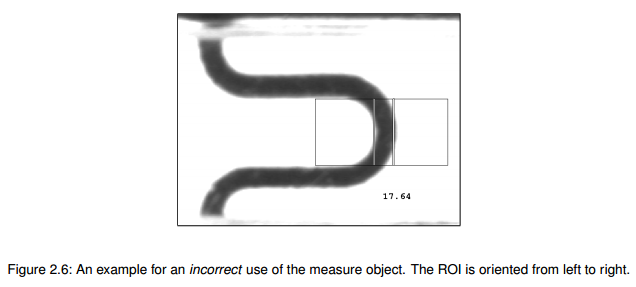 17.64
Figure 2.6: An example for an incorrect use of the measure object. The ROI is oriented from left to right.